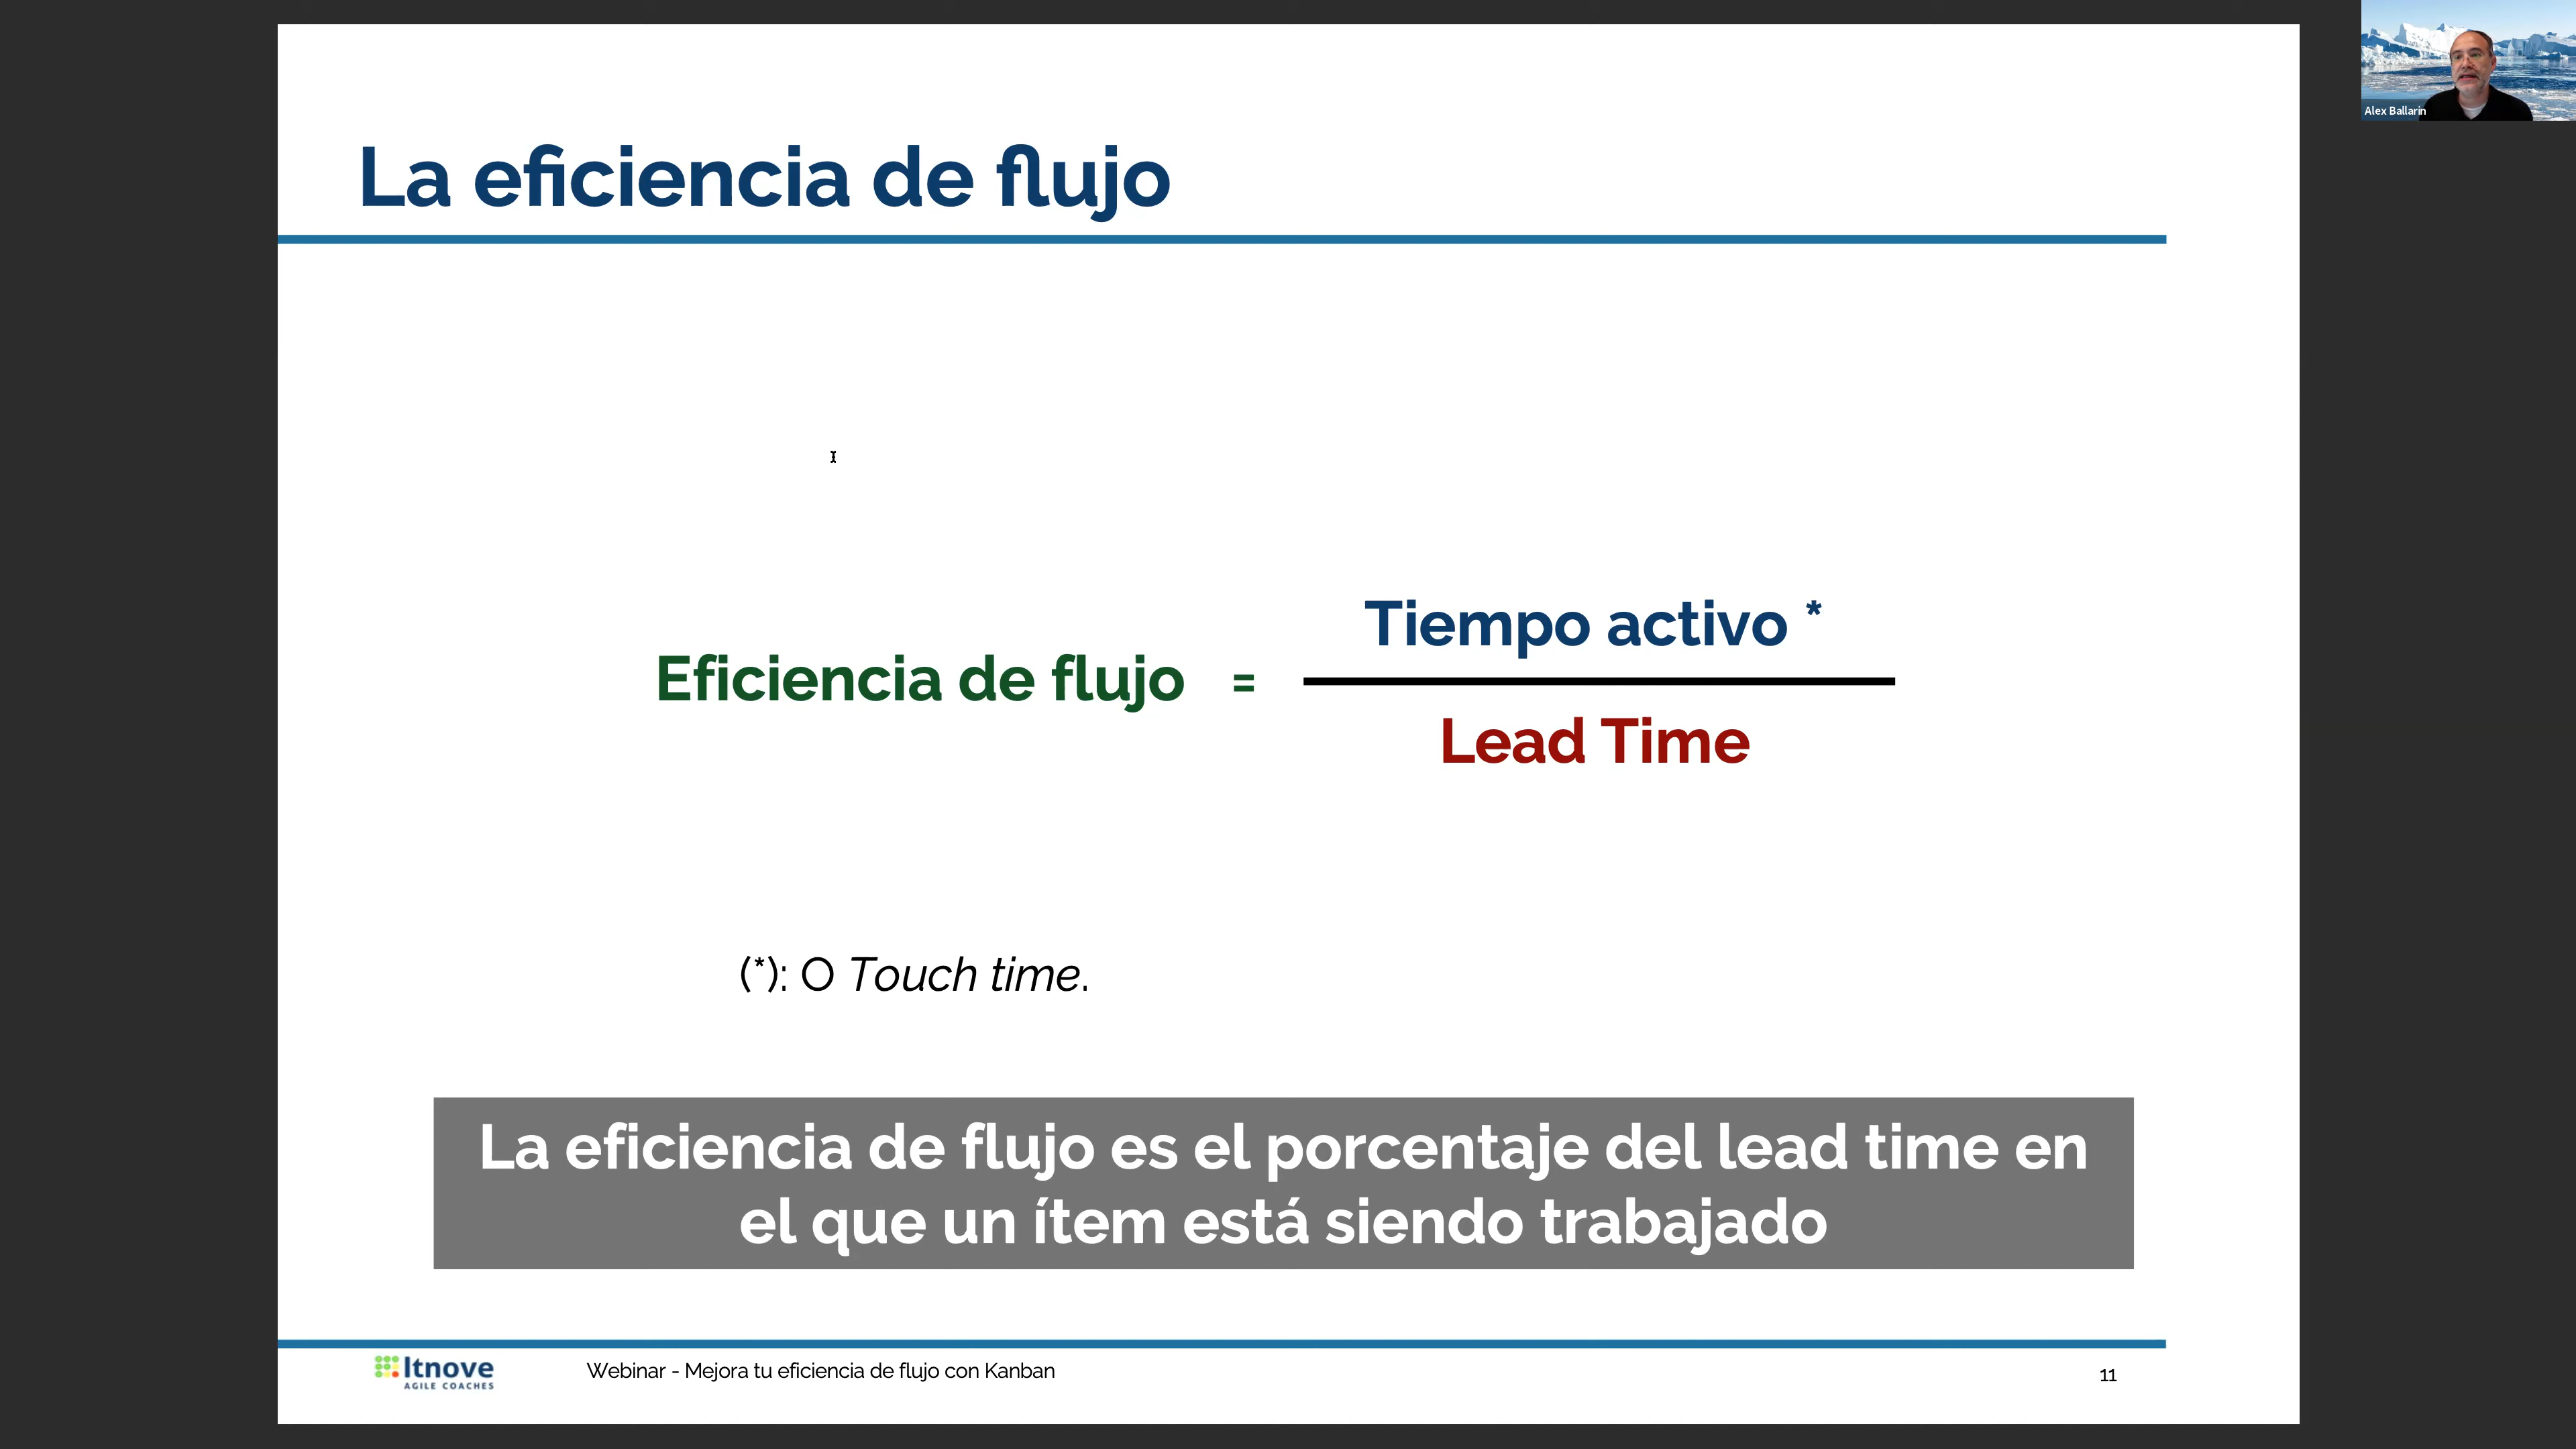 Alex Ballarin
La eficiencia de flujo
Tiempo activo *
Eficiencia de flujo =
Lead Time
(*): O Touch time.
La eficiencia de flujo es el porcentaje del lead time en
el que un ítem está siendo trabajado
Itnove
AGILE COACHES
Webinar - Mejora tu eficiencia de flujo con Kanban
11